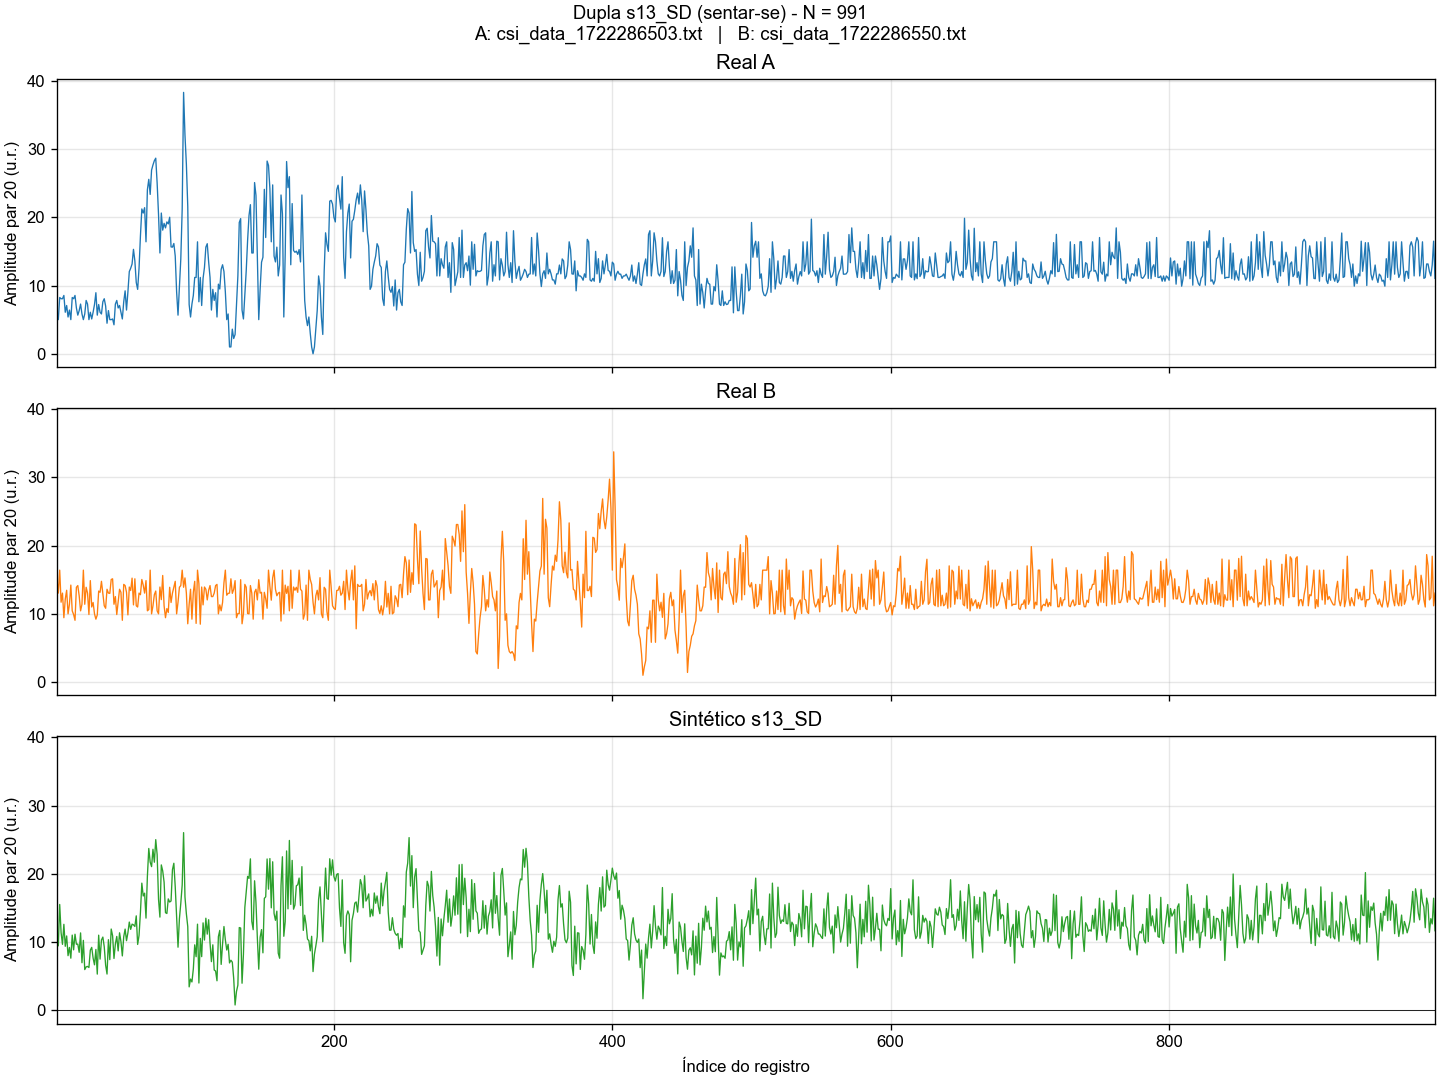 Dupla s13_SD (sentar-se) - N = 991
A: csi_data_1722286503.txt | B: csi_data_1722286550.txt
Real A
Amplitude par 20 (u.r.)
40
30
20
10
0
Real B
Amplitude par 20 (u.r.)
40
30
20
10
0
Sintético s13_SD
Amplitude par 20 (u.r.)
40
30
20
10
0
200
400
600
800
Índice do registro